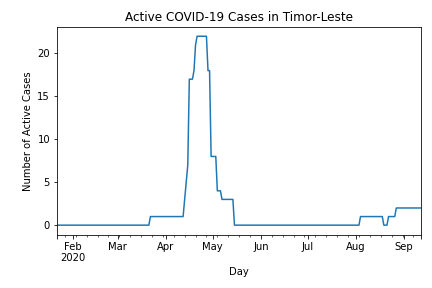 Active COVID-19 Cases in Timor-Leste
Number of Active Cases
20
15
10
5
0
Feb Mar Apr May Jun Jul Aug Sep
2020
Day